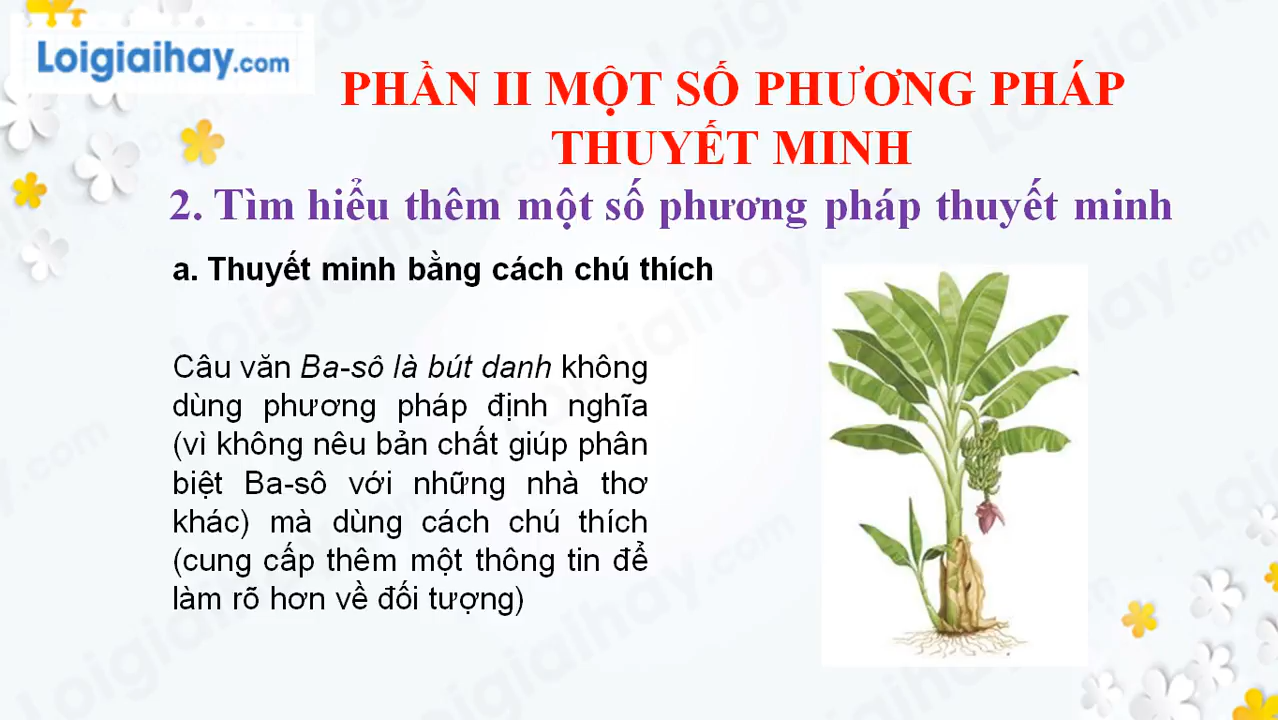 Loigiaihay.com
PHẦN II MỘT SỐ PHƯƠNG PHÁP
THUYẾT MINH
2. Tìm hiểu thêm một số phương pháp thuyết minh
a. Thuyết minh bằng cách chú thích
Câu văn Ba-sô là bút danh không
dùng phương pháp định nghĩa
(vì không nêu bản chất giúp phân
biệt Ba-sô với những nhà thơ
khác) mà dùng cách chú thích
(cung cấp thêm một thông tin để
làm rõ hơn về đối tượng)